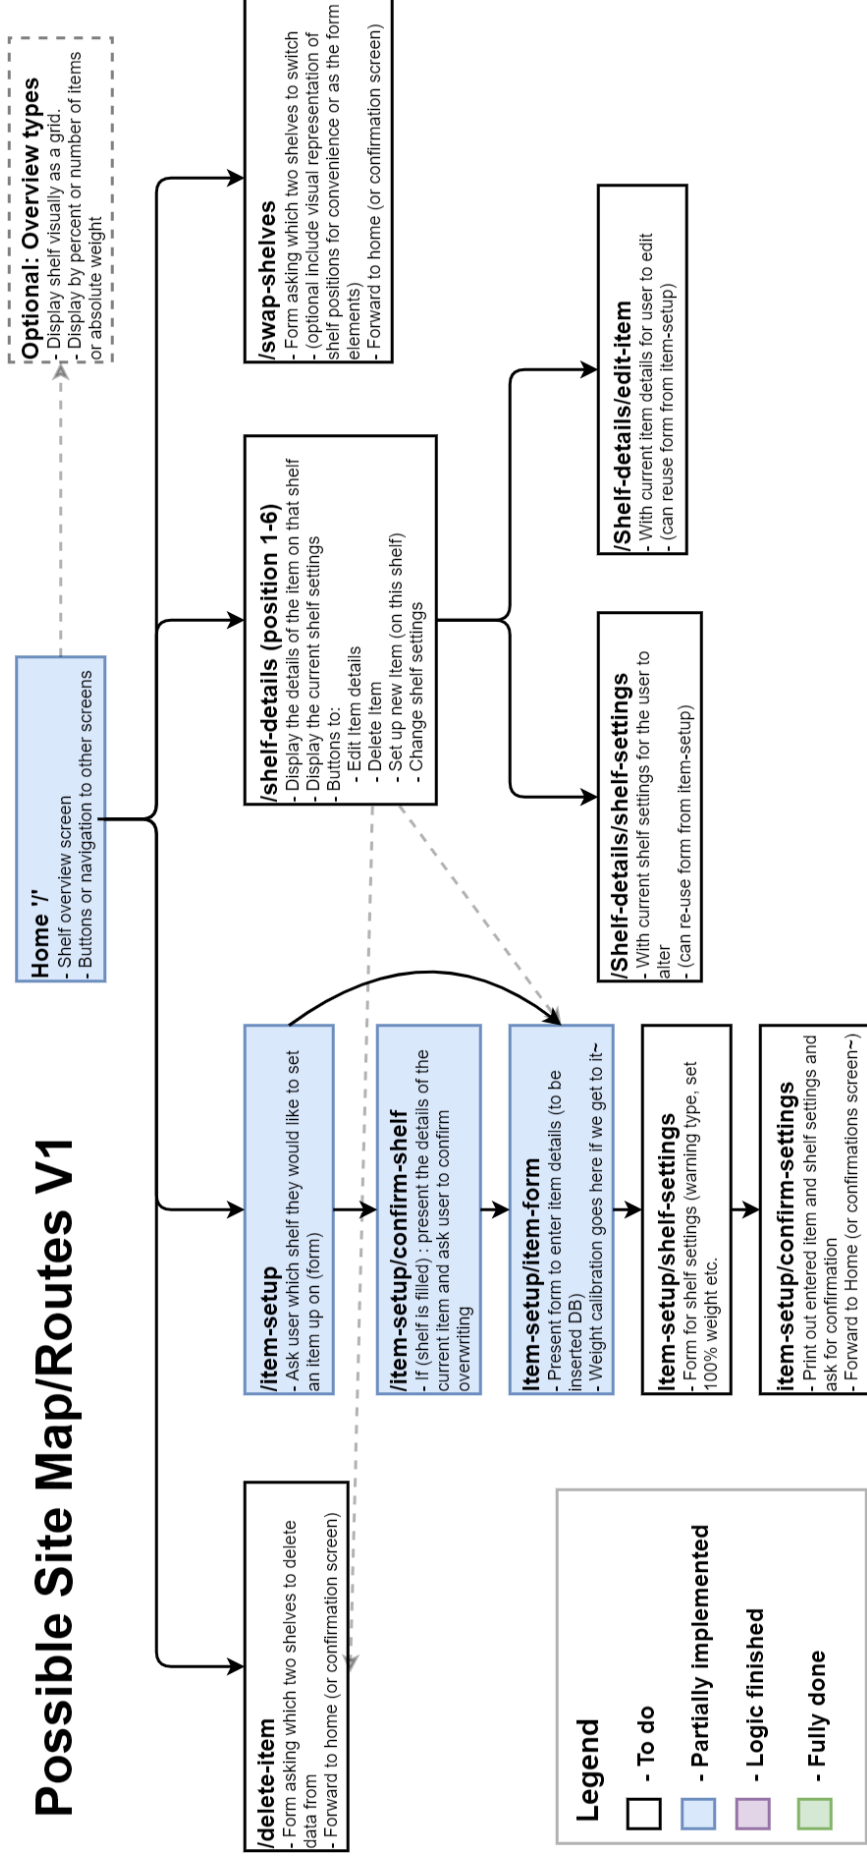 Possible Site Map/Routes V1
Home '/'
- Shelf overview screen
- Buttons or navigation to other screens
Optional: Overview types
- Display shelf visually as a grid.
- Display by percent or number of items
or absolute weight
/delete-item
- Form asking which two shelves to delete
data from
- Forward to home (or confirmation screen)
/item-setup
- Ask user which shelf they would like to set
an item up on (form)
/item-setup/confirm-shelf
- If (shelf is filled) : present the details of the
current item and ask user to confirm
overwriting
Item-setup/item-form
- Present form to enter item details (to be
inserted DB)
- Weight calibration goes here if we get to it~
Item-setup/shelf-settings
- Form for shelf settings (warning type, set
100% weight etc.
item-setup/confirm-settings
- Print out entered item and shelf settings and
ask for confirmation
- Forward to Home (or confirmations screen~)
/shelf-details (position 1-6)
- Display the details of the item on that shelf
- Display the current shelf settings
- Buttons to:
- Edit Item details
- Delete Item
- Set up new Item (on this shelf)
- Change shelf settings
/Shelf-details/shelf-settings
- With current shelf settings for the user to
alter
- (can re-use form from item-setup)
/Shelf-details/edit-item
- With current item details for user to edit
- (can reuse form from item-setup)
/swap-shelves
- Form asking which two shelves to switch
- (optional include visual representation of
shelf positions for convenience or as the form
elements)
- Forward to home (or confirmation screen)
Legend
- To do
- Partially implemented
- Logic finished
- Fully done